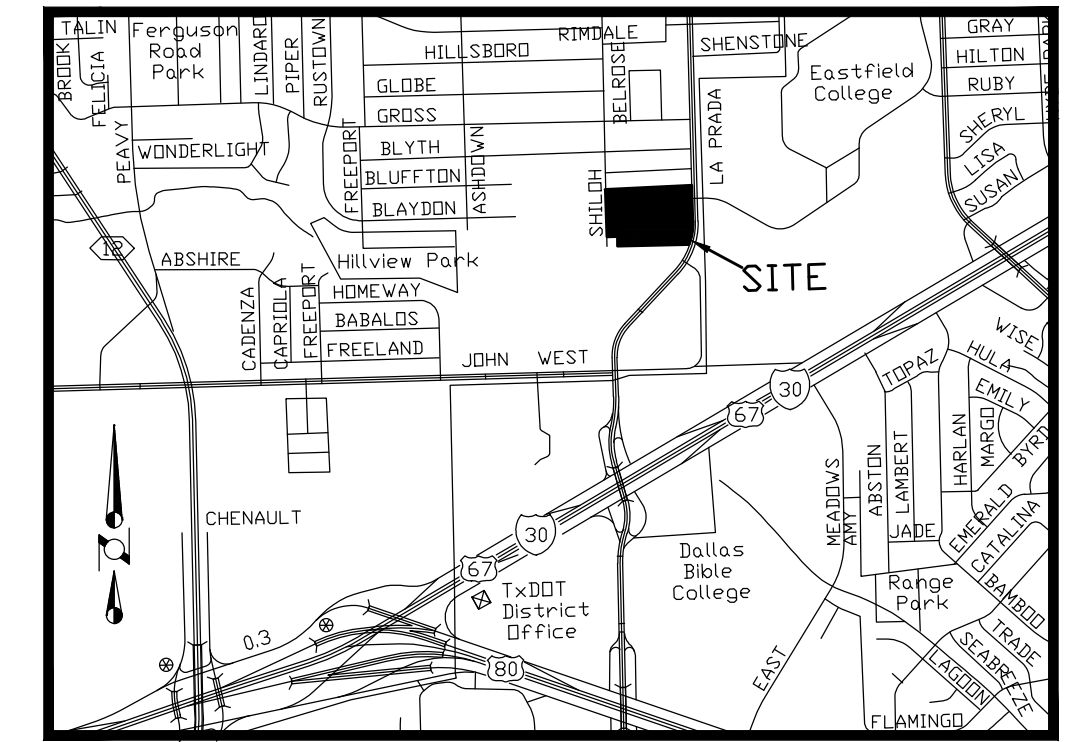 TALIN
BROOK
FELICIA
Ferguson
Road
Park
LINDARO
PIPER
RUSTOWN
HILLSBORO
RIMDALE
SHENSTONE
BELROSE
GLOBE
GROSS
Eastfield
College
GRAY
HILTON
RUBY
SHERYL
LISA
SUSAN
LA PRADA
PEAVY
WONDERLIGHT
FREEPORT
BLYTH
BLUFFTON
BLAYDON
ASHDOWN
SHILOH
12
ABSHIRE
Hillview Park
SITE
CADENZA
CAPRIOLA
FREEPORT
HOMEWAY
BABALOS
FREELAND
JOHN WEST
WISE
HULA
TOPAZ
EMILY
30
67
HARLAN
MARGO
BYRD
MEADOWS
AMY
ABSTON
LAMBERT
JADE
EMERALD
CATALINA
BAMBOO
CHENAULT
30
67
Dallas
Bible
College
TxDOT
District
Office
Range
Park
0.3
80
EAST
TRADE
SEABREEZE
LAGOON
FLAMINGO